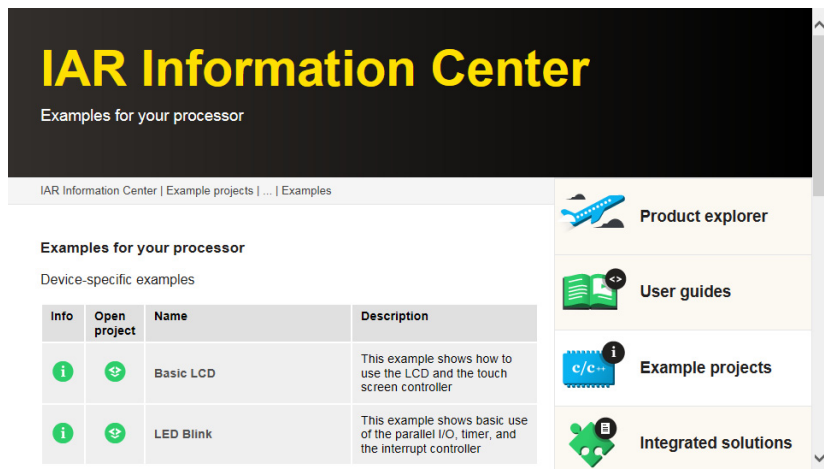 IAR Information Center
Examples for your processor
IAR Information Center | Example projects | ... | Examples
Examples for your processor
Device-specific examples
Info
Open
project
Name
Description
Basic LCD
This example shows how to
use the LCD and the touch
screen controller
LED Blink
This example shows basic use
of the parallel I/O, timer, and
the interrupt controller
Product explorer
<>
User guides
i
c/c++
Example projects
Integrated solutions